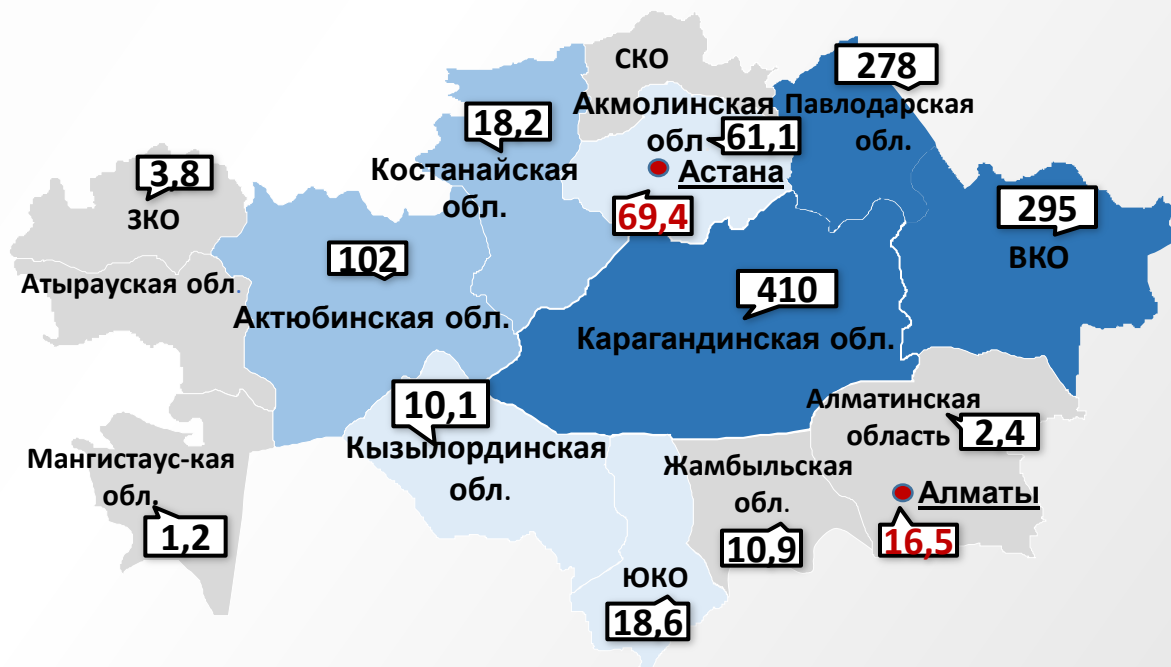 СКО
278
Акмолинская
Павлодарская
18,2
обл
61,1
обл.
Костанайская
обл.
Астана
3,8
ЗКО
69,4
295
ВКО
102
Атырауская обл.
Актюбинская обл.
410
Карагандинская обл.
10,1
Кызылординская
обл.
Алматинская
область
2,4
Мангистаус-кая
обл.
1,2
Жамбыльская
обл.
10,9
Алматы
16,5
ЮКО
18,6